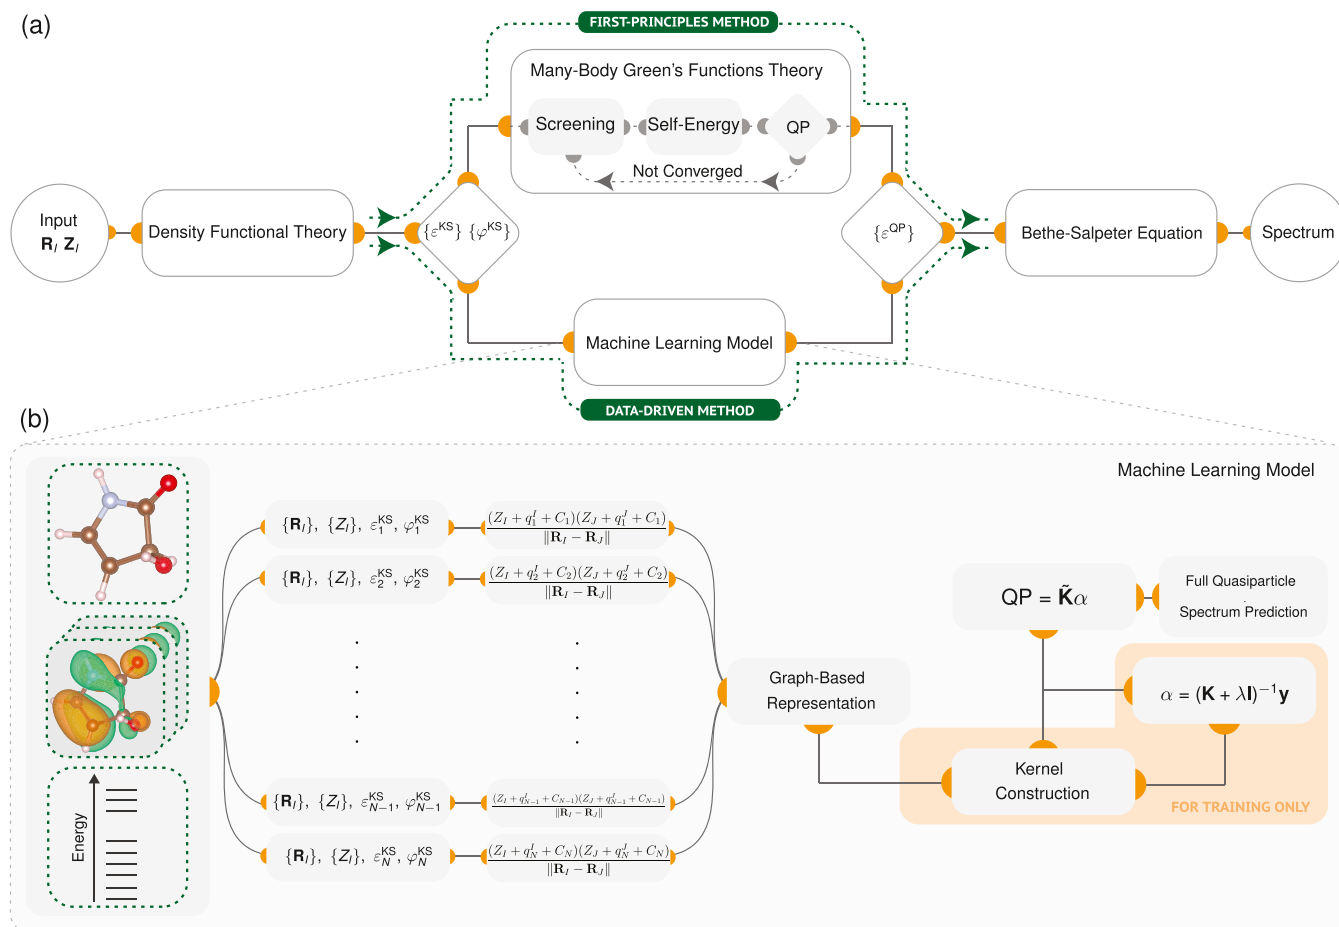 (a)
FIRST-PRINCIPLES METHOD
Many-Body Green's Functions Theory
Screening
Self-Energy
QP
Not Converged
Input
R_I Z_I
Density Functional Theory
{ε^KS} {φ^KS}
{ε^QP}
Bethe-Salpeter Equation
Spectrum
Machine Learning Model
DATA-DRIVEN METHOD
(b)
Machine Learning Model
Energy
{R_I}, {Z_I}, ε_1^KS, φ_1^KS
(Z_I + q_1^I + C_1)(Z_J + q_1^J + C_1)
‖R_I − R_J‖
{R_I}, {Z_I}, ε_2^KS, φ_2^KS
(Z_I + q_2^I + C_2)(Z_J + q_2^J + C_2)
‖R_I − R_J‖
{R_I}, {Z_I}, ε_{N−1}^KS, φ_{N−1}^KS
(Z_I + q_{N−1}^I + C_{N−1})(Z_J + q_{N−1}^J + C_{N−1})
‖R_I − R_J‖
{R_I}, {Z_I}, ε_N^KS, φ_N^KS
(Z_I + q_N^I + C_N)(Z_J + q_N^J + C_N)
‖R_I − R_J‖
Graph-Based
Representation
QP = K̃α
Full Quasiparticle
Spectrum Prediction
α = (K + λI)⁻¹y
Kernel
Construction
FOR TRAINING ONLY